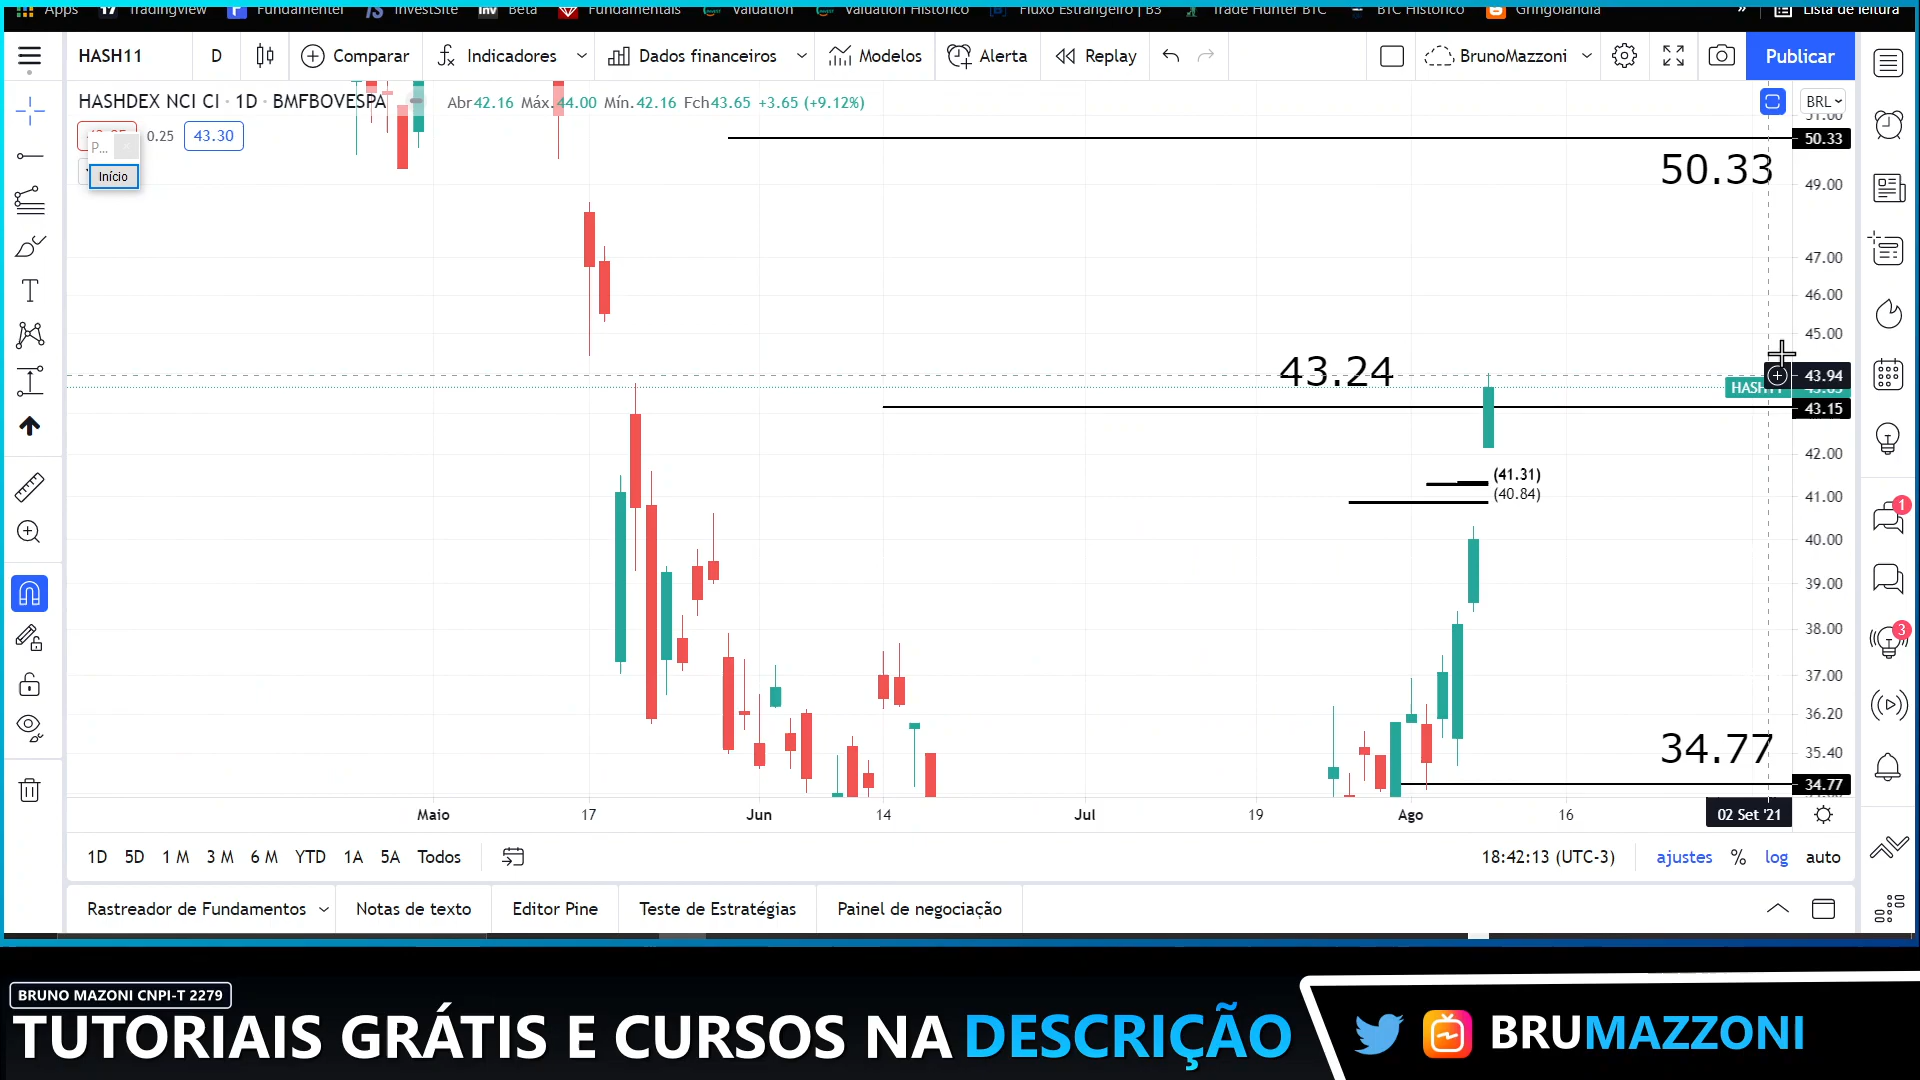 Apps TradingView Fundamentei InvestSite Beta Fundamentals Valuation Valuation Histórico Fluxo Estrangeiro | B3 Trade Hunter BTC BTC Histórico Gringolandia » Lista de leitura
HASH11 D Comparar Indicadores Dados financeiros Modelos Alerta Replay BrunoMazzoni Publicar
HASHDEX NCI CI · 1D · BMFBOVESPA Abr42.16 Máx.44.00 Mín.42.16 Fch43.65 +3.65 (+9.12%) BRL
0.25 43.30
P...
Início
51.00
50.33
50.33
49.00
47.00
46.00
45.00
43.24
43.94
HASH11
43.15
42.00
(41.31)
(40.84)
41.00
40.00
39.00
38.00
37.00
36.20
34.77
35.40
34.77
Maio 17 Jun 14 Jul 19 Ago 16 02 Set '21
1D 5D 1 M 3 M 6 M YTD 1A 5A Todos 18:42:13 (UTC-3) ajustes % log auto
Rastreador de Fundamentos Notas de texto Editor Pine Teste de Estratégias Painel de negociação
1
3
BRUNO MAZONI CNPI-T 2279
TUTORIAIS GRÁTIS E CURSOS NA DESCRIÇÃO
BRUMAZZONI